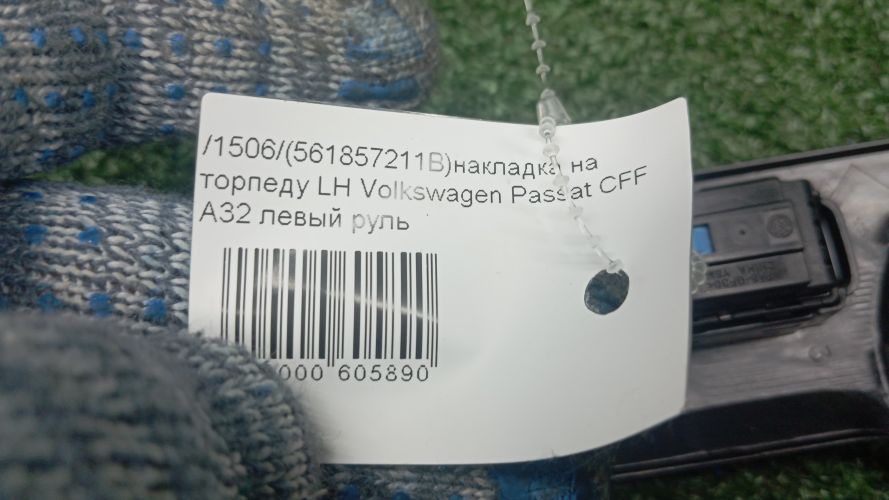 /1506/(561857211B)накладка на
торпеду LH Volkswagen Passat CFF
A32 левый руль
000 605890